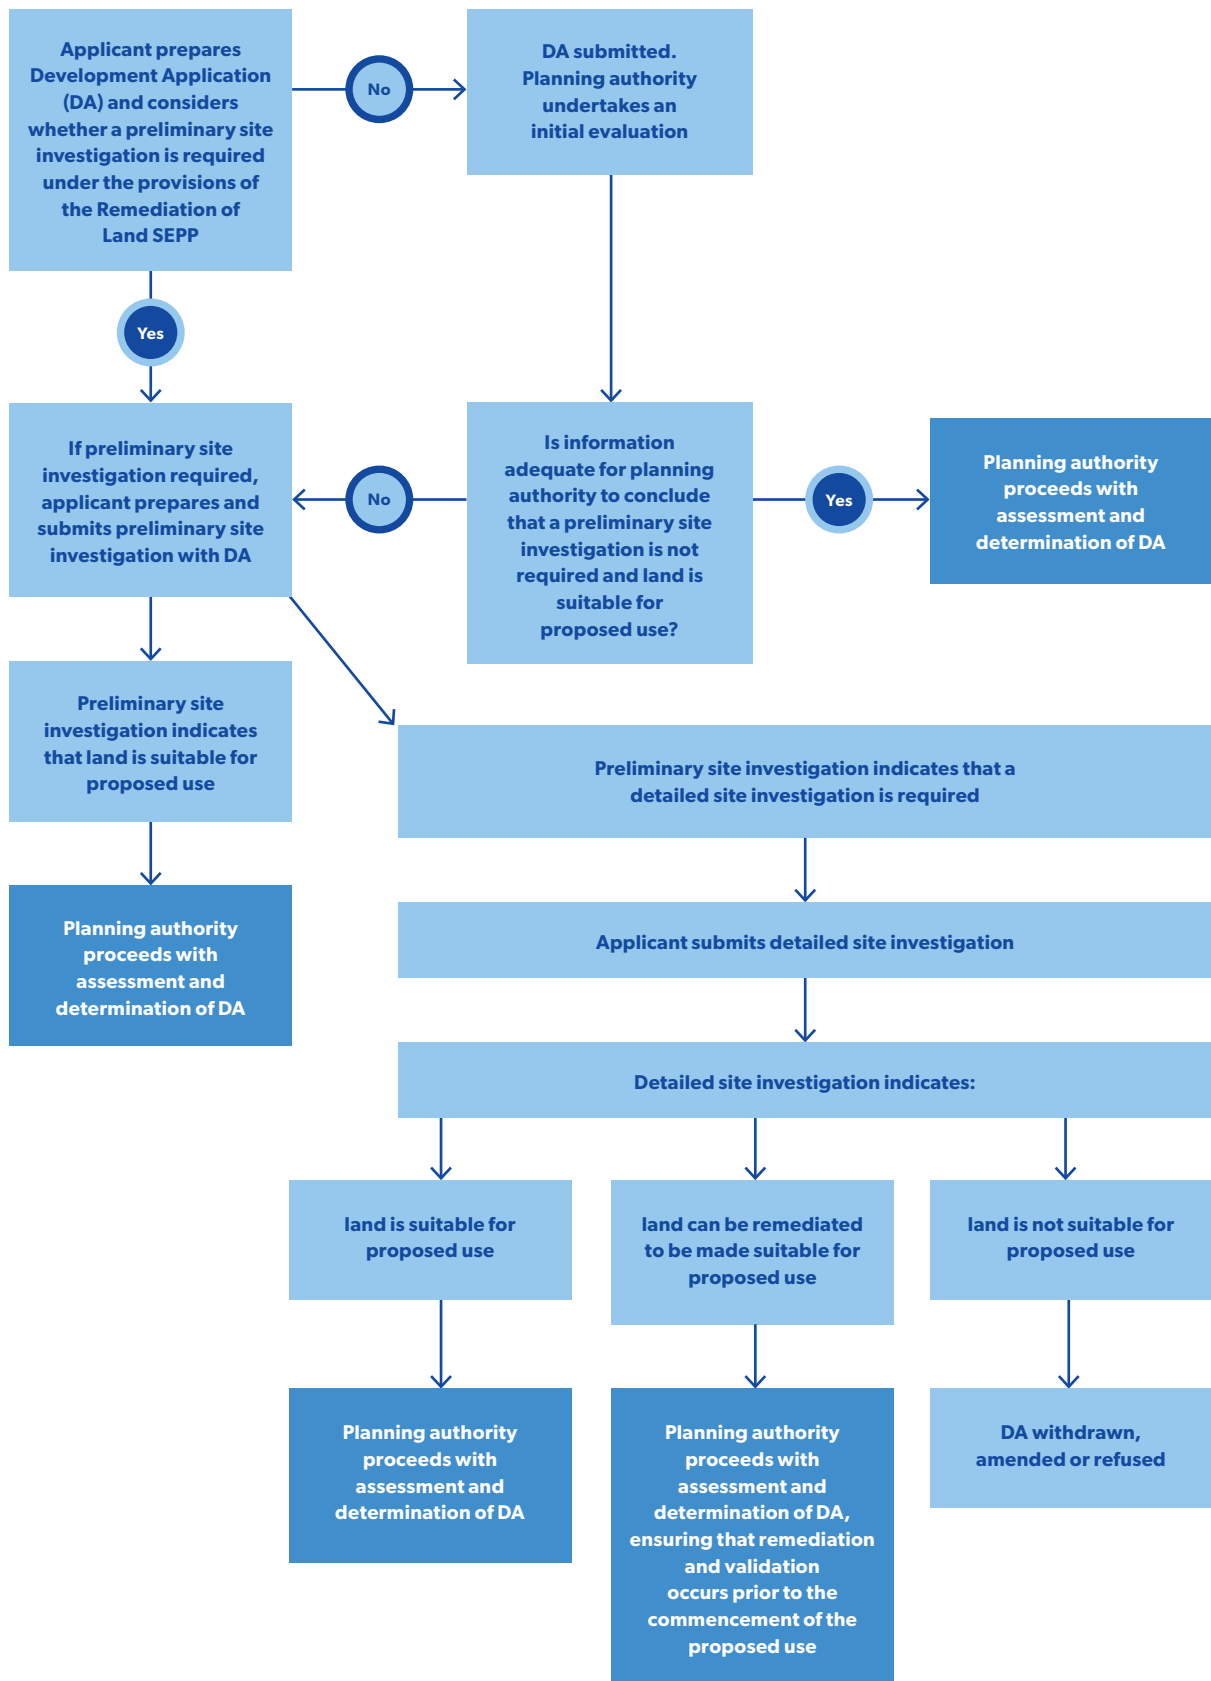 Applicant prepares
Development Application
(DA) and considers
whether a preliminary site
investigation is required
under the provisions of
the Remediation of
Land SEPP
No
DA submitted.
Planning authority
undertakes an
initial evaluation
Yes
If preliminary site
investigation required,
applicant prepares and
submits preliminary site
investigation with DA
No
Is information
adequate for planning
authority to conclude
that a preliminary site
investigation is not
required and land is
suitable for
proposed use?
Yes
Planning authority
proceeds with
assessment and
determination of DA
Preliminary site
investigation indicates
that land is suitable for
proposed use
Preliminary site investigation indicates that a
detailed site investigation is required
Planning authority
proceeds with
assessment and
determination of DA
Applicant submits detailed site investigation
Detailed site investigation indicates:
land is suitable for
proposed use
land can be remediated
to be made suitable for
proposed use
land is not suitable for
proposed use
Planning authority
proceeds with
assessment and
determination of DA
Planning authority
proceeds with
assessment and
determination of DA,
ensuring that remediation
and validation
occurs prior to the
commencement of the
proposed use
DA withdrawn,
amended or refused